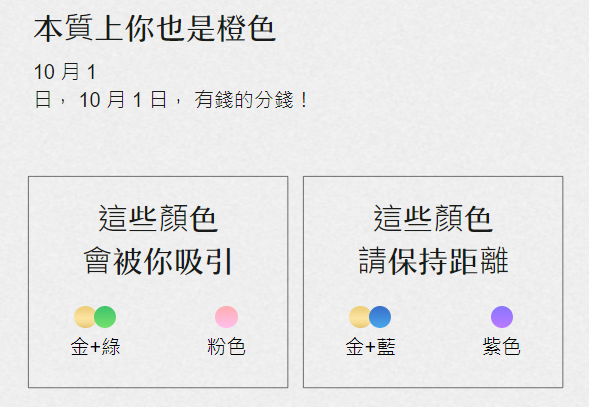 本質上你也是橙色
10 月 1
日， 10 月 1 日， 有錢的分錢！
這些顏色
會被你吸引
金+綠
粉色
這些顏色
請保持距離
金+藍
紫色